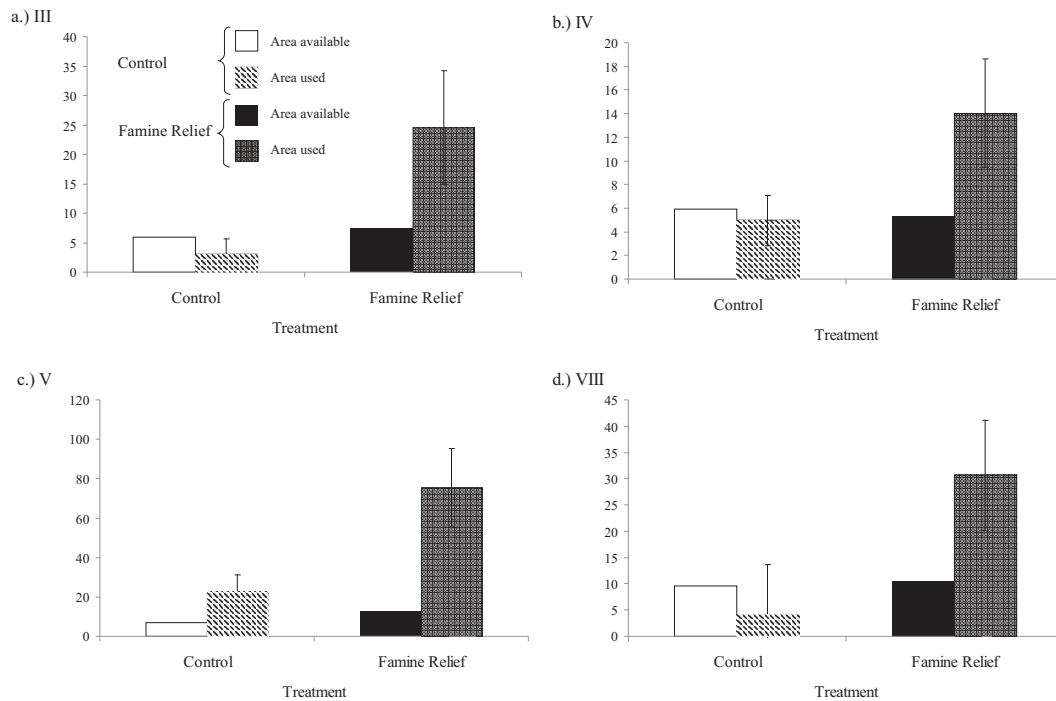 a.) III
40
35
30
25
20
15
10
5
0
Control
Area available
Area used
Famine Relief
Area available
Area used
Control Famine Relief
Treatment
b.) IV
20
18
16
14
12
10
8
6
4
2
0
Control Famine Relief
Treatment
c.) V
120
100
80
60
40
20
0
Control Famine Relief
Treatment
d.) VIII
45
40
35
30
25
20
15
10
5
0
Control Famine Relief
Treatment